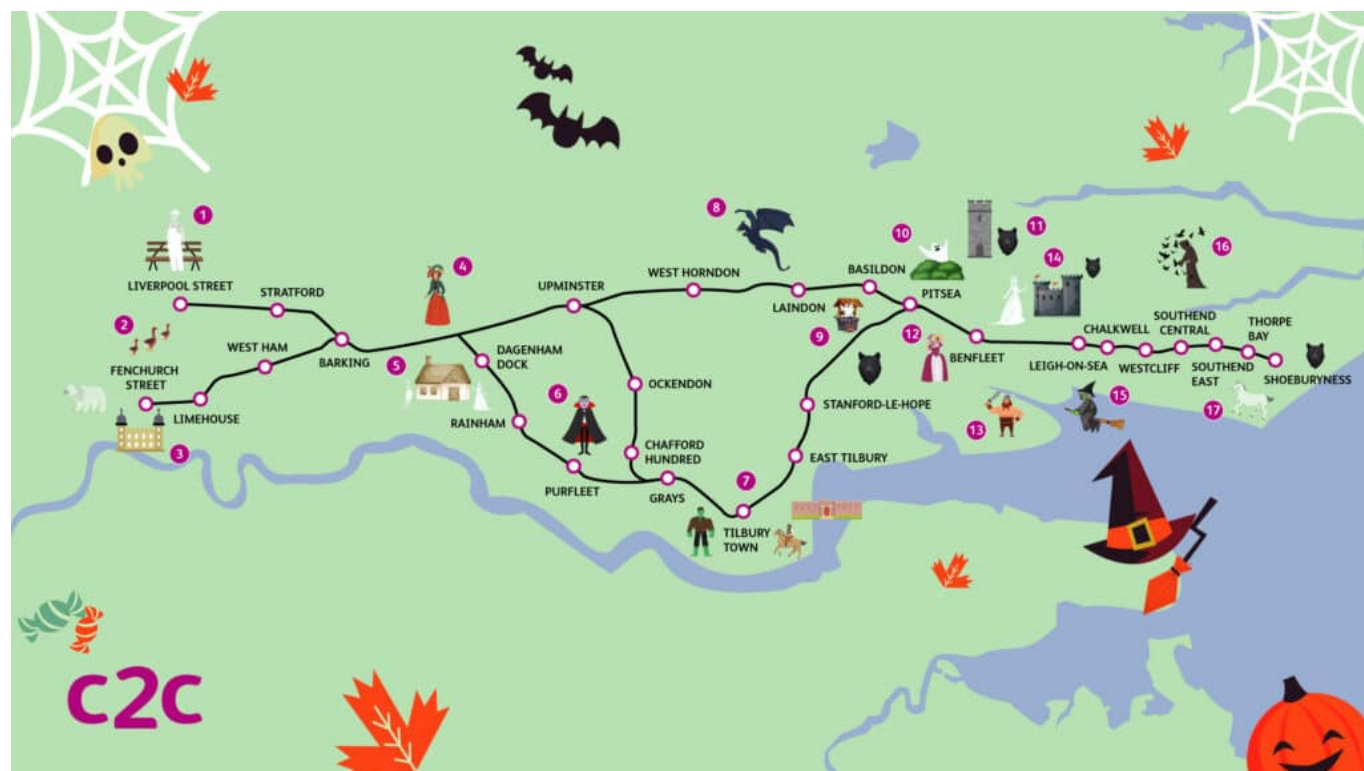 1
LIVERPOOL STREET
STRATFORD
2
WEST HAM
FENCHURCH
STREET
LIMEHOUSE
3
BARKING
4
5
DAGENHAM
DOCK
RAINHAM
6
PURFLEET
UPMINSTER
OCKENDON
CHAFFORD
HUNDRED
GRAYS
7
TILBURY
TOWN
EAST TILBURY
STANFORD-LE-HOPE
WEST HORNDON
8
LAINDON
9
BASILDON
10
PITSEA
11
12
BENFLEET
13
14
LEIGH-ON-SEA
15
CHALKWELL
WESTCLIFF
SOUTHEND
CENTRAL
16
SOUTHEND
EAST
17
THORPE
BAY
SHOEBURYNESS
c2c